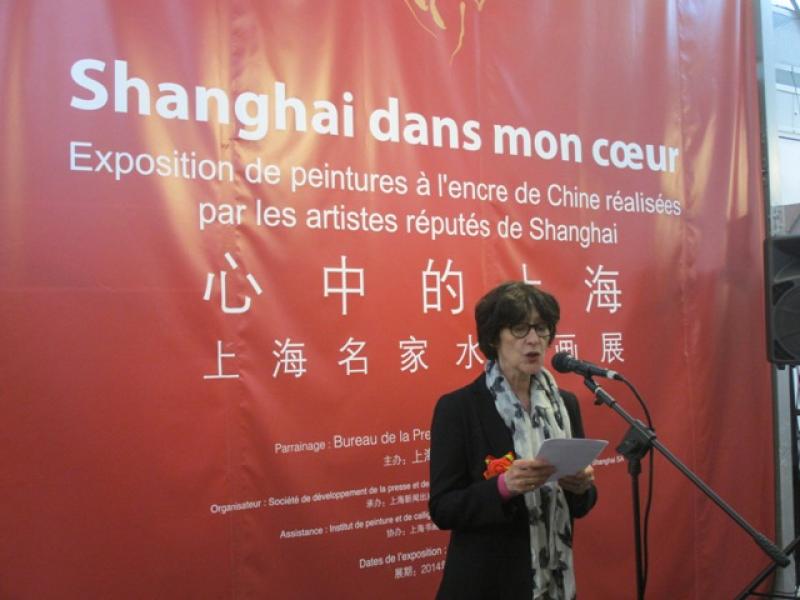 Shanghai dans mon cœur
Exposition de peintures à l'encre de Chine réalisées
par les artistes réputés de Shanghai
心中的上海
上海名家水 画展
Parrainage : Bureau de la Pre
主办：上海
Organisateur : Société de développement de la presse et de
Shanghai SA
承办：上海新闻出
Assistance : Institut de peinture et de callig
协办：上海书
Dates de l'exposition :
展期：2014